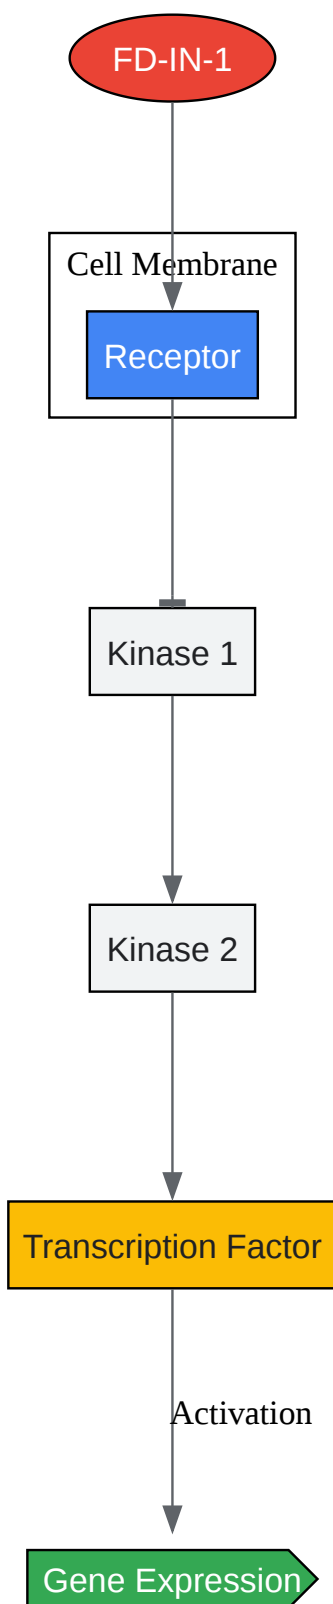 FD-IN-1
Cell Membrane
Receptor
Kinase 1
Kinase 2
Transcription Factor
Activation
Gene Expression